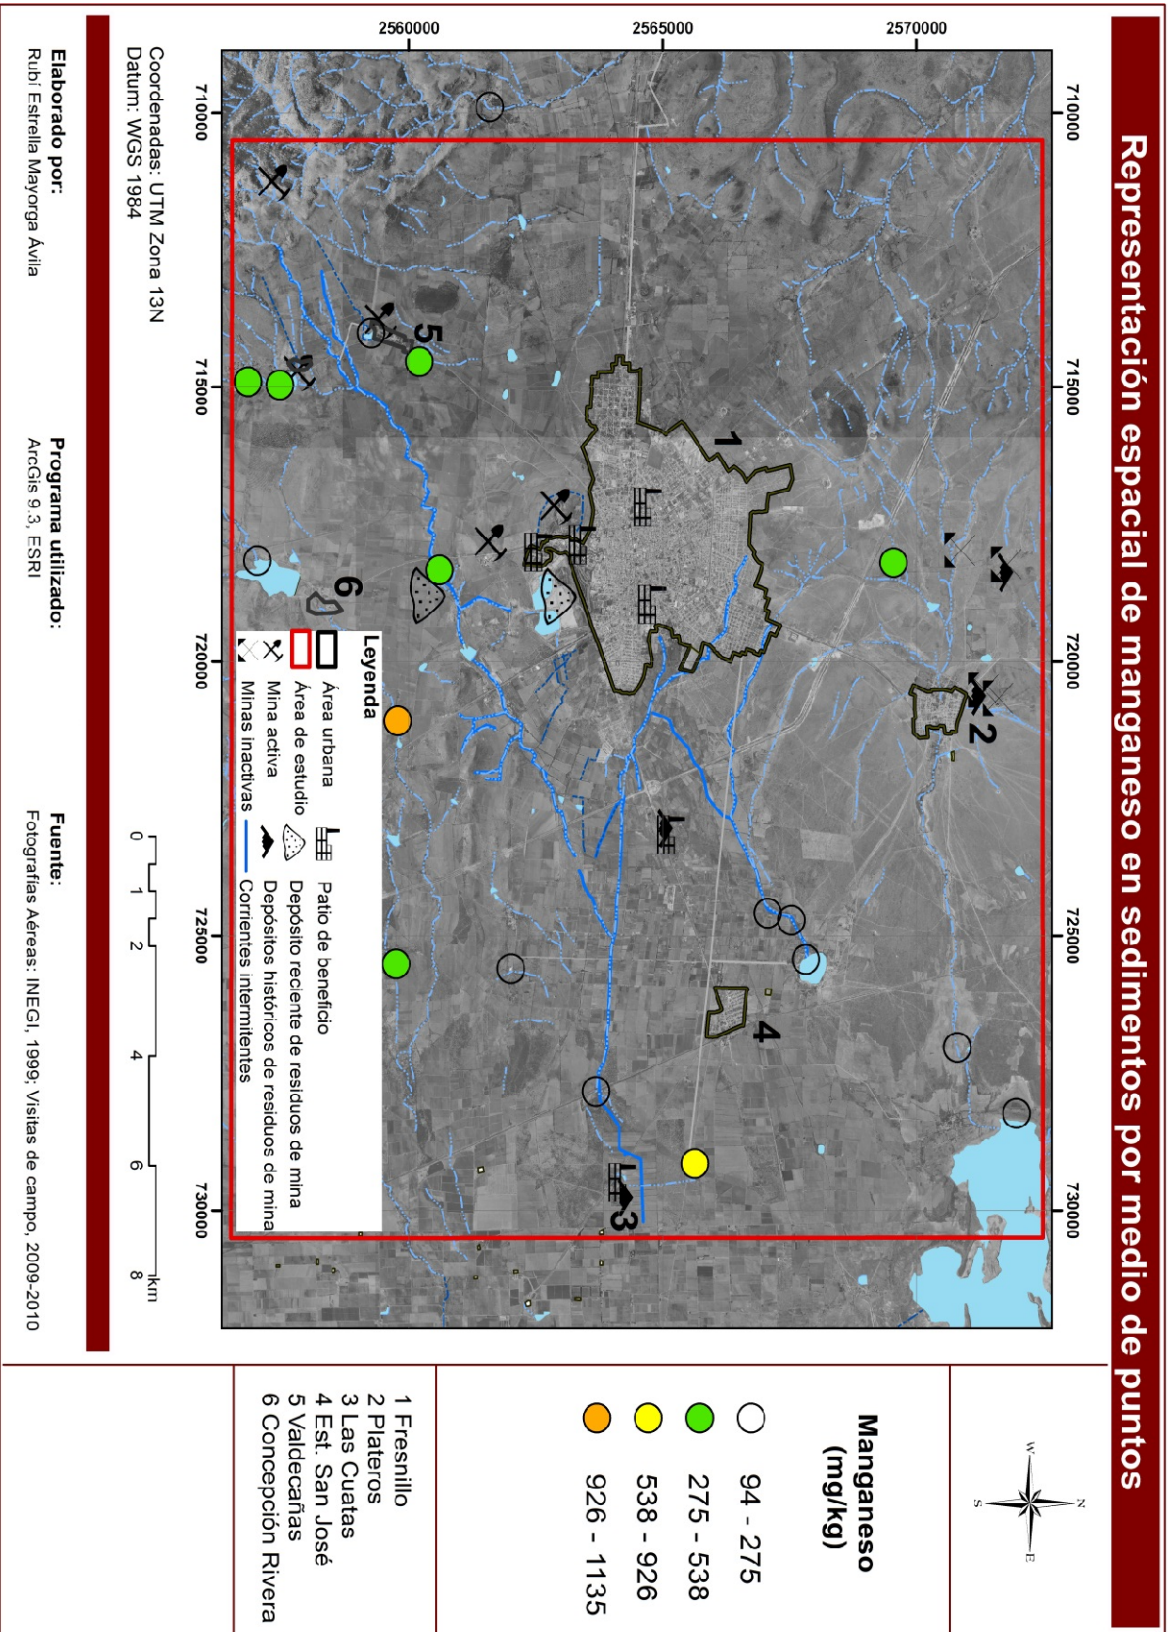 Representación espacial de manganeso en sedimentos por medio de puntos
710000
715000
720000
725000
730000
2570000
2565000
2560000
710000
715000
720000
725000
730000
1
2
3
4
5
6
Leyenda
Área urbana
Área de estudio
Mina activa
Minas inactivas
Patio de beneficio
Depósito reciente de residuos de mina
Depósitos históricos de residuos de mina
Corrientes intermitentes
N
W
E
S
Manganeso
(mg/kg)
94 - 275
275 - 538
538 - 926
926 - 1135
1 Fresnillo
2 Plateros
3 Las Cuatas
4 Est. San José
5 Valdecañas
6 Concepción Rivera
Coordenadas: UTM Zona 13N
Datum: WGS 1984
0 1 2 4 6 8 km
Elaborado por:
Rubí Estrella Mayorga Ávila
Programa utilizado:
ArcGis 9.3, ESRI
Fuente:
Fotografías Aéreas: INEGI, 1999; Visitas de campo, 2009-2010